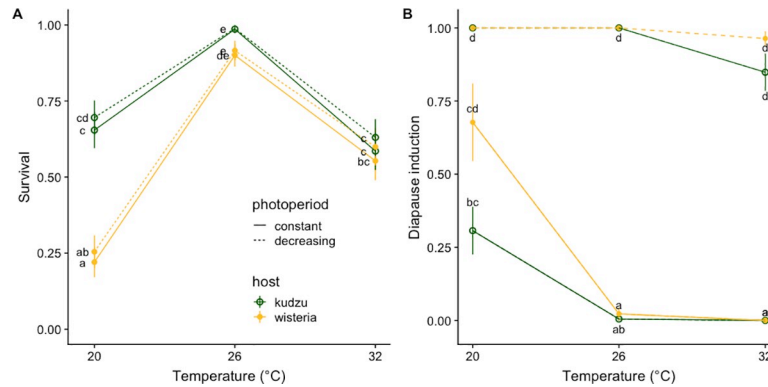 A
1.00
0.75
0.50
0.25
0.00
Survival
20
26
32
Temperature (°C)
cd
c
ab
a
e
e
de
c
c
bc
photoperiod
constant
decreasing
host
kudzu
wisteria
B
1.00
0.75
0.50
0.25
0.00
Diapause induction
20
26
32
Temperature (°C)
d
d
d
d
cd
bc
a
ab
a